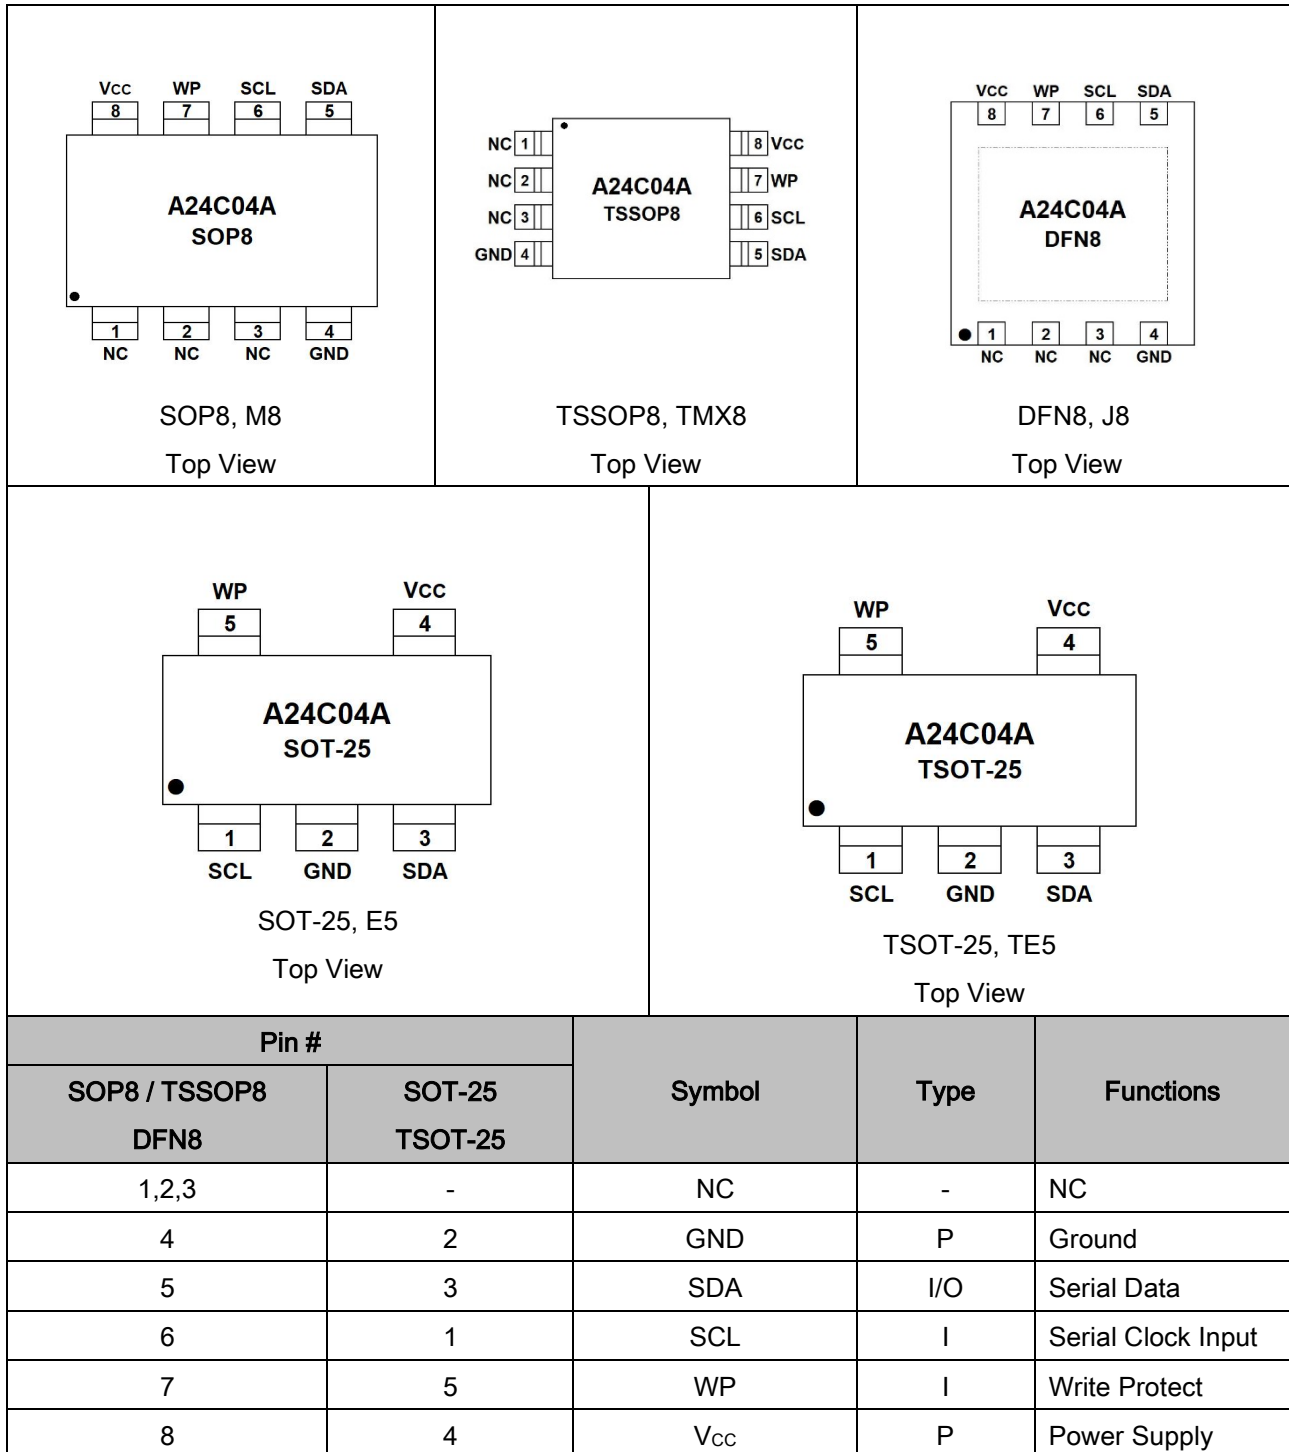 VCC WP SCL SDA
8 7 6 5
A24C04A
SOP8
1 2 3 4
NC NC NC GND
SOP8, M8
Top View
NC 1 8 VCC
NC 2 7 WP
A24C04A
TSSOP8
NC 3 6 SCL
GND 4 5 SDA
TSSOP8, TMX8
Top View
VCC WP SCL SDA
8 7 6 5
A24C04A
DFN8
1 2 3 4
NC NC NC GND
DFN8, J8
Top View
WP VCC
5 4
A24C04A
SOT-25
1 2 3
SCL GND SDA
SOT-25, E5
Top View
WP VCC
5 4
A24C04A
TSOT-25
1 2 3
SCL GND SDA
TSOT-25, TE5
Top View
Pin #
SOP8 / TSSOP8
DFN8
SOT-25
TSOT-25
Symbol
Type
Functions
1,2,3 - NC - NC
4 2 GND P Ground
5 3 SDA I/O Serial Data
6 1 SCL I Serial Clock Input
7 5 WP I Write Protect
8 4 VCC P Power Supply